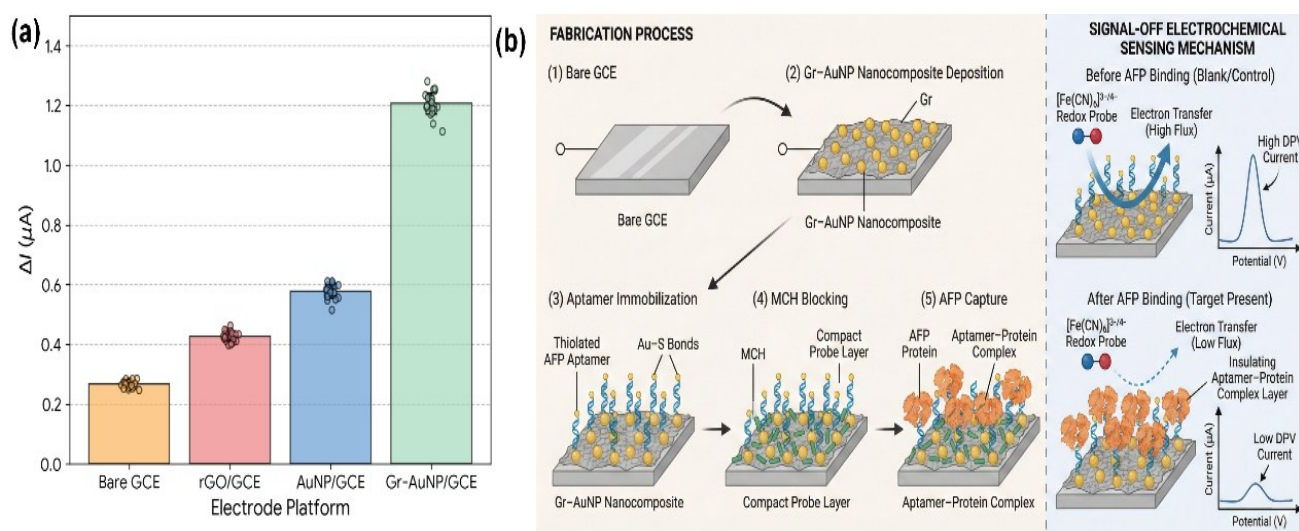 (a)
1.4
1.2
1.0
0.8
0.6
0.4
0.2
0.0
ΔI (μA)
Bare GCE
rGO/GCE
AuNP/GCE
Gr-AuNP/GCE
Electrode Platform
(b)
FABRICATION PROCESS
(1) Bare GCE
Bare GCE
(2) Gr–AuNP Nanocomposite Deposition
Gr
Gr–AuNP Nanocomposite
(3) Aptamer Immobilization
Thiolated
AFP Aptamer
Au–S Bonds
Gr–AuNP Nanocomposite
(4) MCH Blocking
MCH
Compact
Probe Layer
Compact Probe Layer
(5) AFP Capture
AFP
Protein
Aptamer–Protein
Complex
Aptamer–Protein Complex
SIGNAL-OFF ELECTROCHEMICAL
SENSING MECHANISM
Before AFP Binding (Blank/Control)
[Fe(CN)₆]³⁻/⁴⁻
Redox Probe
Electron Transfer
(High Flux)
High DPV
Current
Current (μA)
Potential (V)
After AFP Binding (Target Present)
[Fe(CN)₆]³⁻/⁴⁻
Redox Probe
Electron Transfer
(Low Flux)
Insulating
Aptamer–Protein
Complex Layer
Low DPV
Current
Current (μA)
Potential (V)